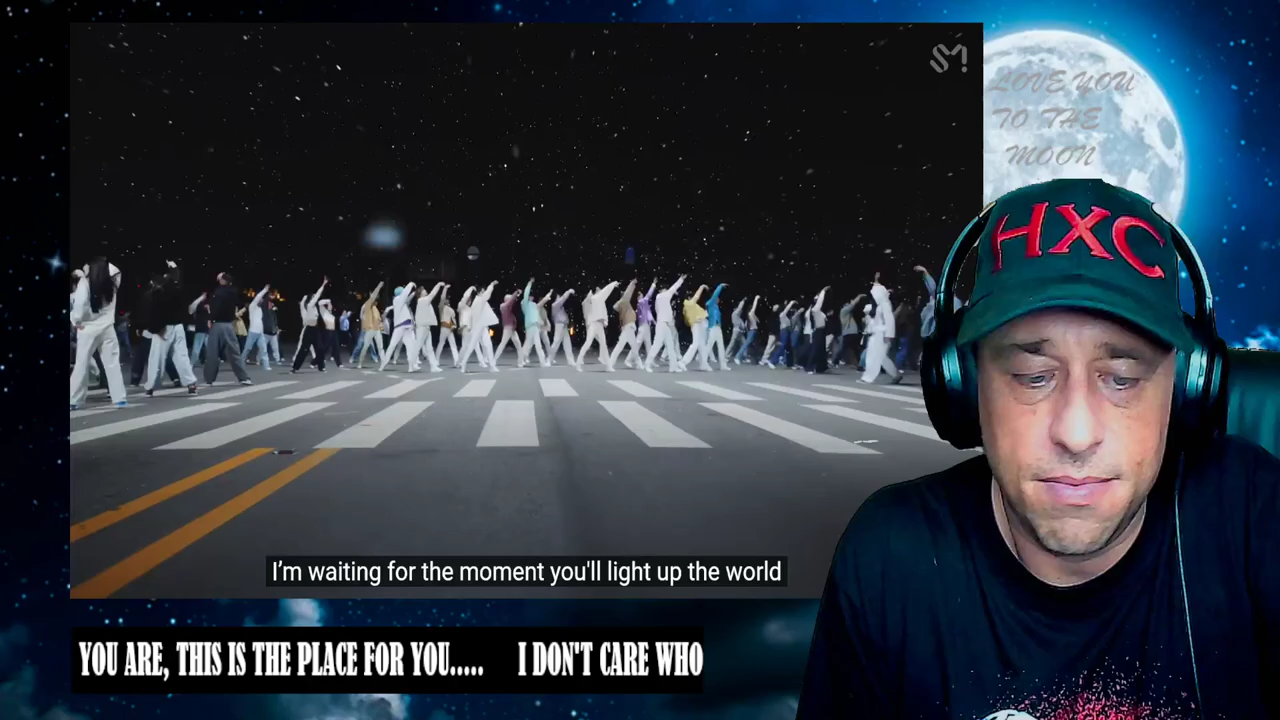 SM!
LOVE YOU
TO THE
MOON
HXC
I'm waiting for the moment you'll light up the world
YOU ARE, THIS IS THE PLACE FOR YOU..... I DON'T CARE WHO